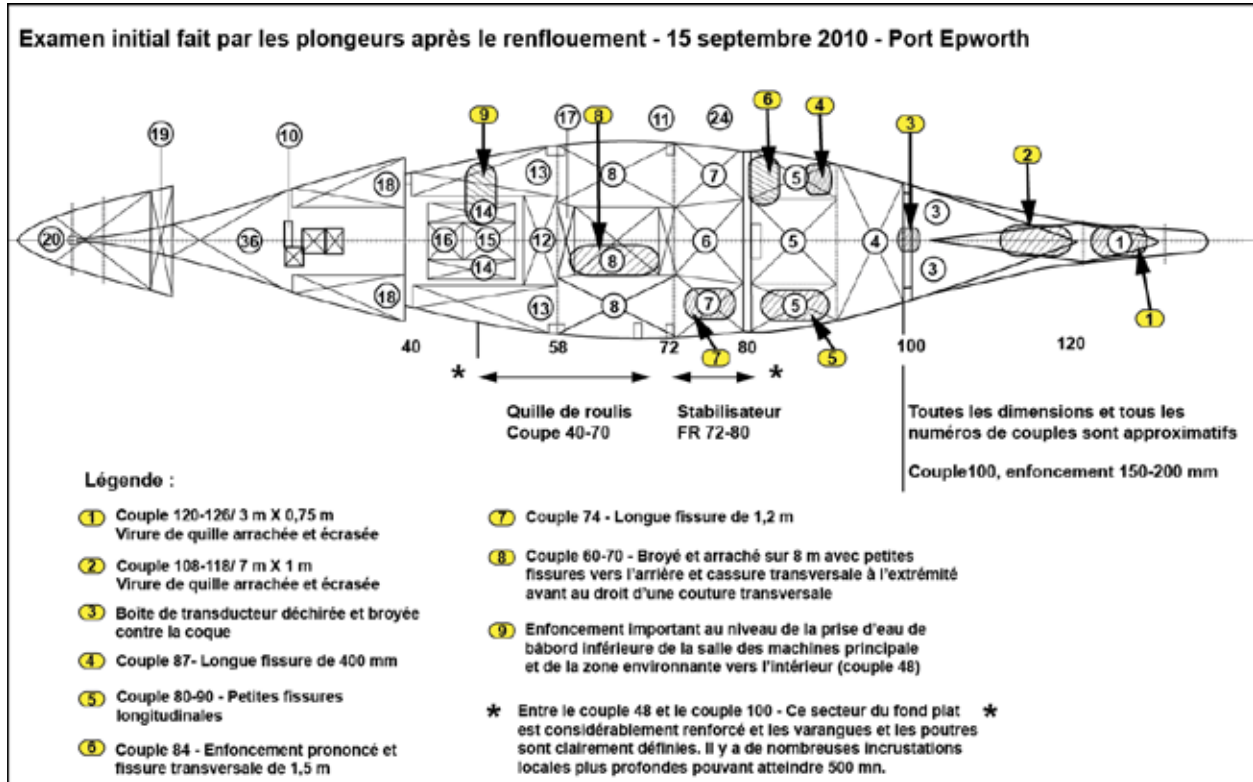 Examen initial fait par les plongeurs après le renflouement - 15 septembre 2010 - Port Epworth
9
17
8
11
24
6
4
3
2
19
10
18
13
8
7
5
3
1
20
36
14
16
15
12
8
6
5
4
14
3
18
13
8
7
5
1
40
58
72
80
100
120
7
5
*
*
Quille de roulis
Coupe 40-70
Stabilisateur
FR 72-80
Toutes les dimensions et tous les
numéros de couples sont approximatifs
Couple100, enfoncement 150-200 mm
Légende :
1 Couple 120-126/ 3 m X 0,75 m
Virure de quille arrachée et écrasée
2 Couple 108-118/ 7 m X 1 m
Virure de quille arrachée et écrasée
3 Boîte de transducteur déchirée et broyée
contre la coque
4 Couple 87- Longue fissure de 400 mm
5 Couple 80-90 - Petites fissures
longitudinales
6 Couple 84 - Enfoncement prononcé et
fissure transversale de 1,5 m
7 Couple 74 - Longue fissure de 1,2 m
8 Couple 60-70 - Broyé et arraché sur 8 m avec petites
fissures vers l'arrière et cassure transversale à l'extrémité
avant au droit d'une couture transversale
9 Enfoncement important au niveau de la prise d'eau de
bâbord inférieure de la salle des machines principale
et de la zone environnante vers l'intérieur (couple 48)
* Entre le couple 48 et le couple 100 - Ce secteur du fond plat *
est considérablement renforcé et les varangues et les poutres
sont clairement définies. Il y a de nombreuses incrustations
locales plus profondes pouvant atteindre 500 mn.